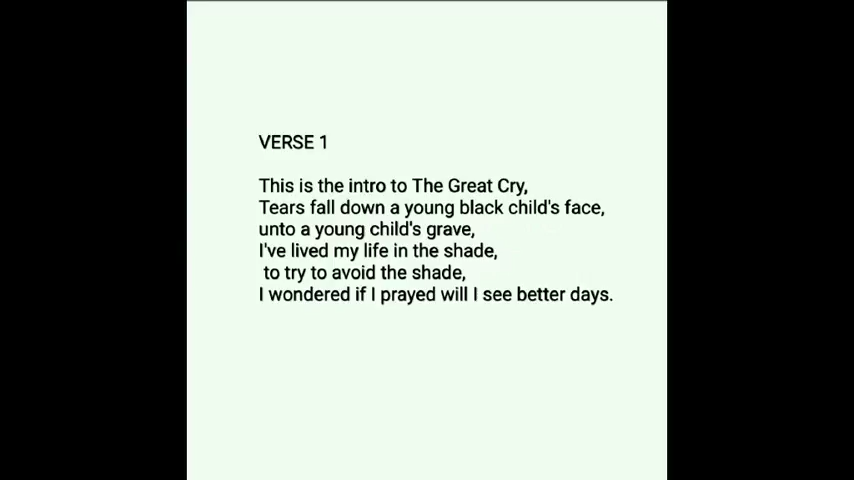 VERSE 1
This is the intro to The Great Cry,
Tears fall down a young black child's face,
unto a young child's grave,
I've lived my life in the shade,
to try to avoid the shade,
I wondered if I prayed will I see better days.